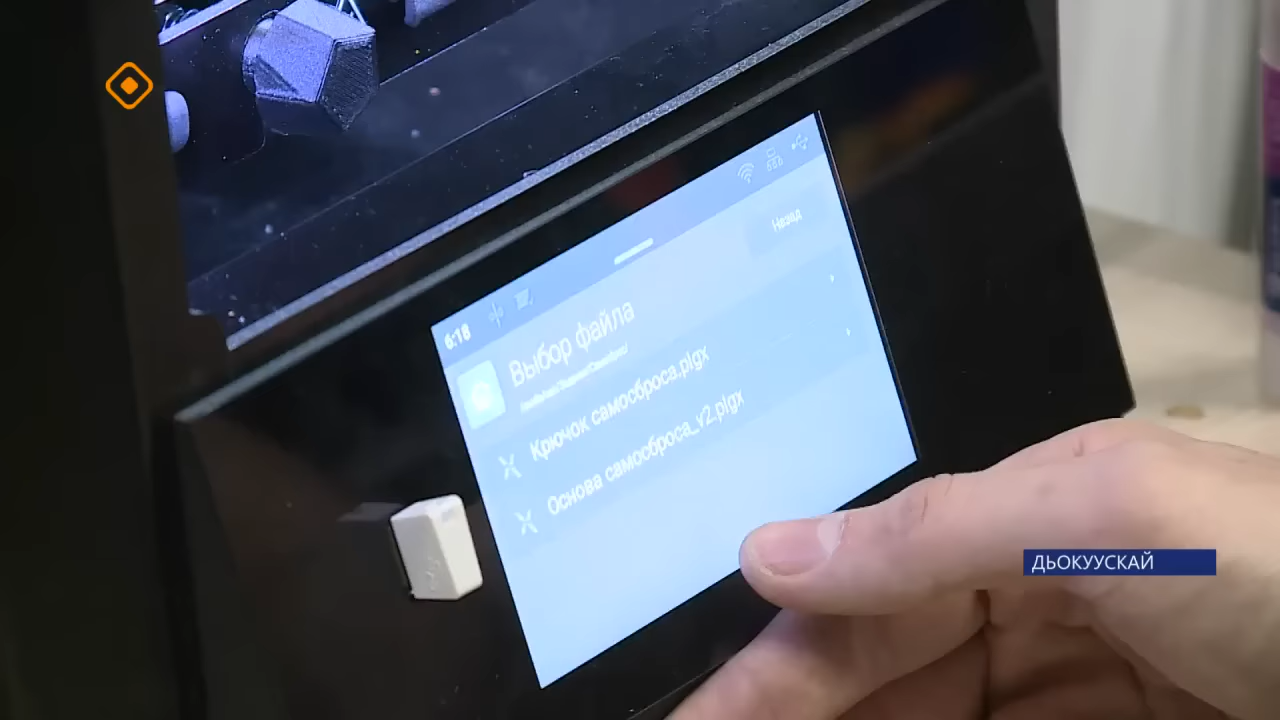 6:18
Назад
Выбор файла
Крючок самосброса.plgx
Основа самосброса_v2.plgx
ДЬОКУУСКАЙ